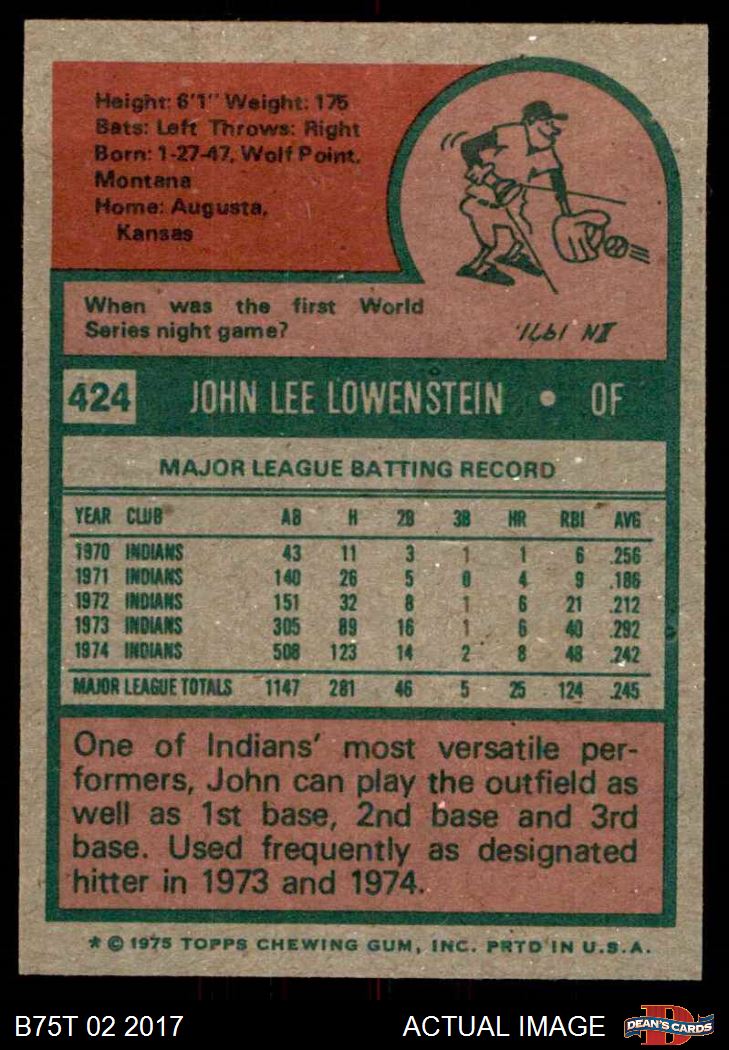 Height: 6'1" Weight: 175
Bats: Left Throws: Right
Born: 1-27-47, Wolf Point,
Montana
Home: Augusta,
Kansas
When was the first World
Series night game?
IN 1971.
424 JOHN LEE LOWENSTEIN • OF
MAJOR LEAGUE BATTING RECORD
YEAR CLUB AB H 2B 3B HR RBI AVG
1970 INDIANS 43 11 3 1 1 6 .256
1971 INDIANS 140 26 5 0 4 9 .186
1972 INDIANS 151 32 8 1 6 21 .212
1973 INDIANS 305 89 16 1 6 40 .292
1974 INDIANS 508 123 14 2 8 48 .242
MAJOR LEAGUE TOTALS 1147 281 46 5 25 124 .245
One of Indians' most versatile per-
formers, John can play the outfield as
well as 1st base, 2nd base and 3rd
base. Used frequently as designated
hitter in 1973 and 1974.
* © 1975 TOPPS CHEWING GUM, INC. PRTD IN U.S.A.
B75T 02 2017 ACTUAL IMAGE
D
DEAN'S CARDS